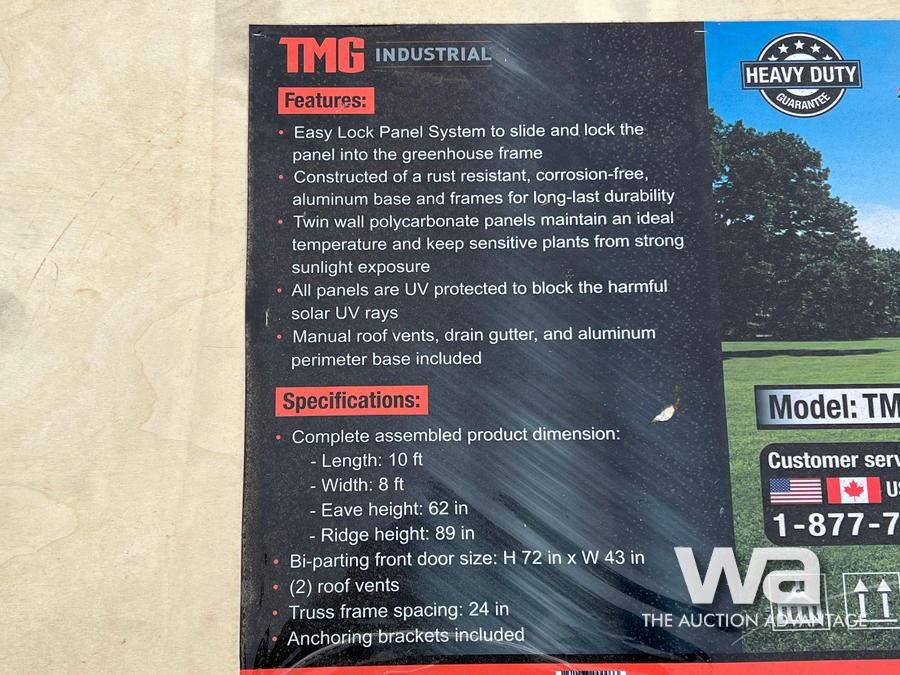 TMG INDUSTRIAL
Features:
• Easy Lock Panel System to slide and lock the
panel into the greenhouse frame
• Constructed of a rust resistant, corrosion-free,
aluminum base and frames for long-last durability
• Twin wall polycarbonate panels maintain an ideal
temperature and keep sensitive plants from strong
sunlight exposure
• All panels are UV protected to block the harmful
solar UV rays
• Manual roof vents, drain gutter, and aluminum
perimeter base included
Specifications:
• Complete assembled product dimension:
- Length: 10 ft
- Width: 8 ft
- Eave height: 62 in
- Ridge height: 89 in
• Bi-parting front door size: H 72 in x W 43 in
• (2) roof vents
• Truss frame spacing: 24 in
• Anchoring brackets included
HEAVY DUTY
GUARANTEE
Model: TM
Customer serv
US
1-877-7
wa
THE AUCTION ADVANTAGE